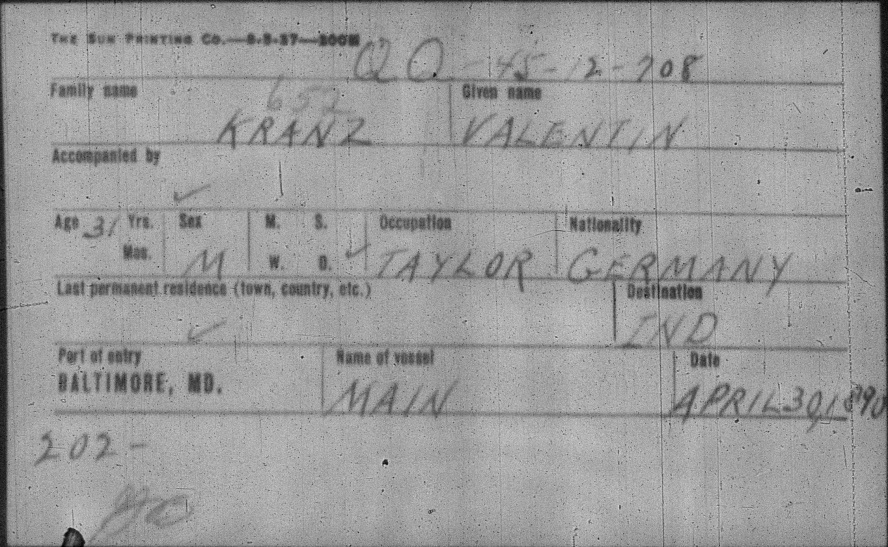 THE SUN PRINTING CO.—8-5-37—200M
QO-45-12-708
Family name 652 Given name
KRANZ VALENTIN
Accompanied by
Age 31 Yrs. Sex M. S. Occupation Nationality
Mos. M W. D. TAYLOR GERMANY
Last permanent residence (town, country, etc.) Destination
IND
Port of entry Name of vessel Date
BALTIMORE, MD. MAIN APRIL 30, 1890
202-